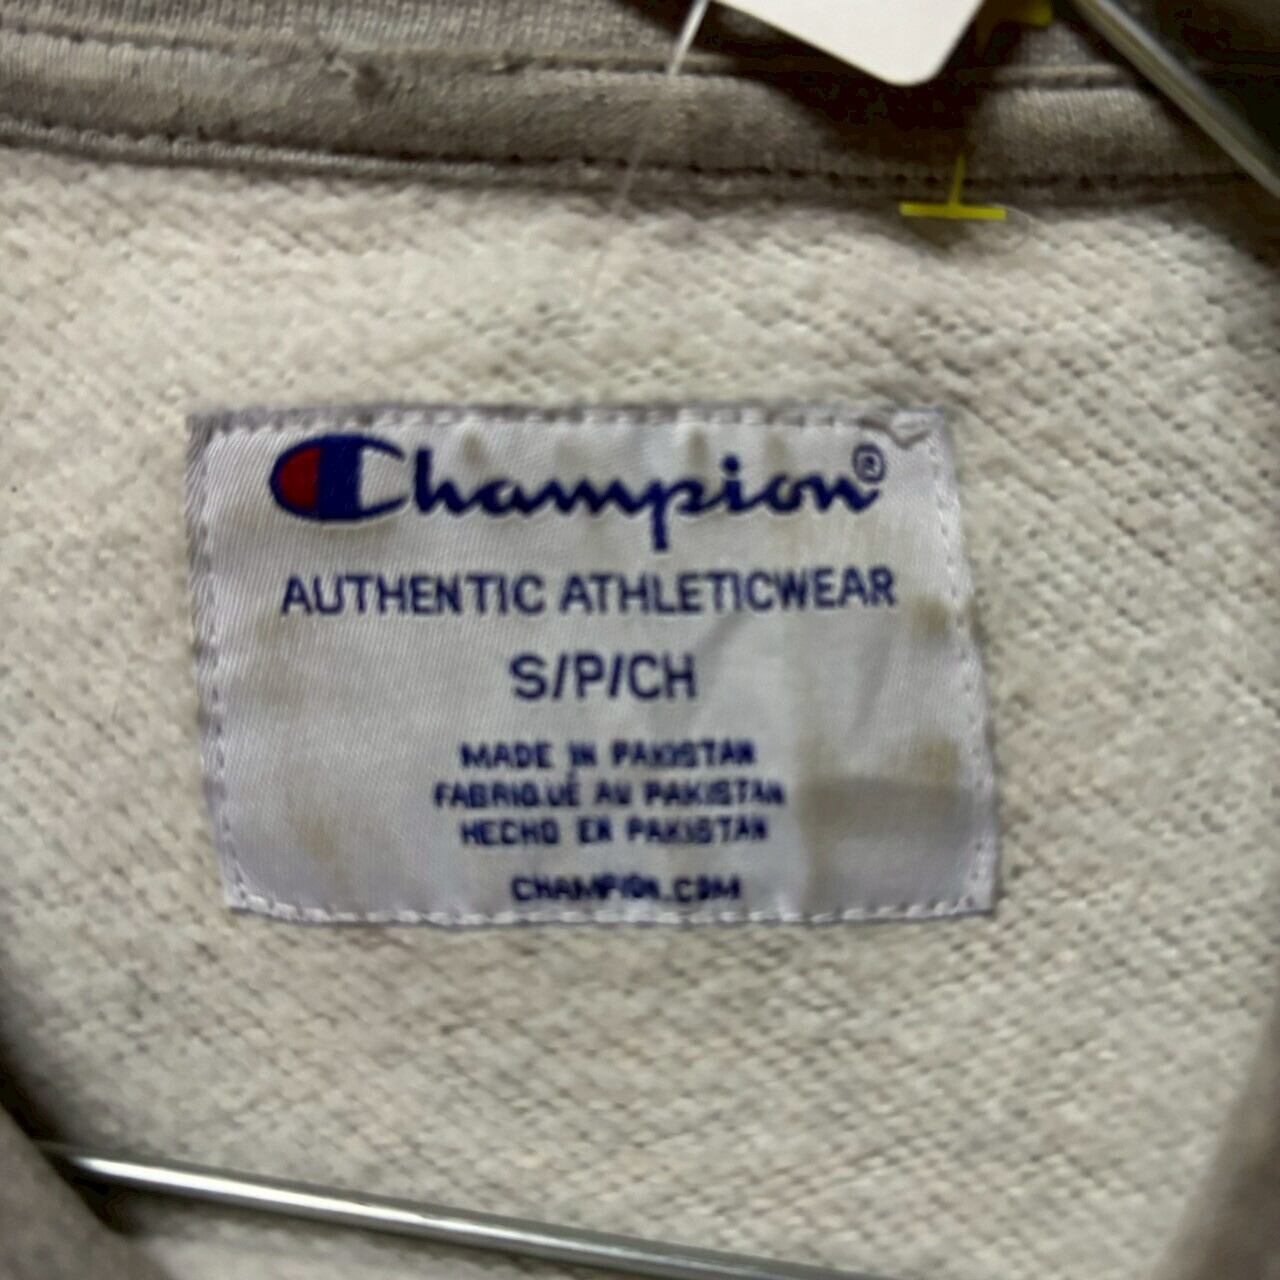 Champion®
AUTHENTIC ATHLETICWEAR
S/P/CH
MADE IN PAKISTAN
FABRIQUÉ AU PAKISTAN
HECHO EN PAKISTAN
CHAMPION.COM